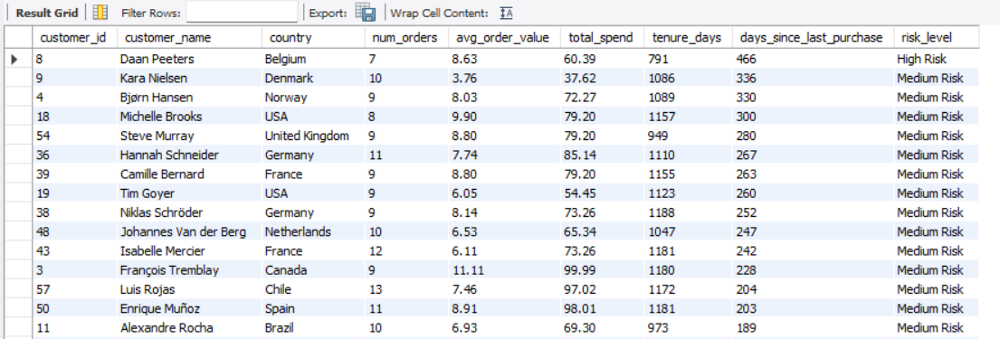 Result Grid Filter Rows: Export: Wrap Cell Content: IA
customer_id customer_name country num_orders avg_order_value total_spend tenure_days days_since_last_purchase risk_level
8 Daan Peeters Belgium 7 8.63 60.39 791 466 High Risk
9 Kara Nielsen Denmark 10 3.76 37.62 1086 336 Medium Risk
4 Bjørn Hansen Norway 9 8.03 72.27 1089 330 Medium Risk
18 Michelle Brooks USA 8 9.90 79.20 1157 300 Medium Risk
54 Steve Murray United Kingdom 9 8.80 79.20 949 280 Medium Risk
36 Hannah Schneider Germany 11 7.74 85.14 1110 267 Medium Risk
39 Camille Bernard France 9 8.80 79.20 1155 263 Medium Risk
19 Tim Goyer USA 9 6.05 54.45 1123 260 Medium Risk
38 Niklas Schröder Germany 9 8.14 73.26 1188 252 Medium Risk
48 Johannes Van der Berg Netherlands 10 6.53 65.34 1047 247 Medium Risk
43 Isabelle Mercier France 12 6.11 73.26 1181 242 Medium Risk
3 François Tremblay Canada 9 11.11 99.99 1180 228 Medium Risk
57 Luis Rojas Chile 13 7.46 97.02 1172 204 Medium Risk
50 Enrique Muñoz Spain 11 8.91 98.01 1181 203 Medium Risk
11 Alexandre Rocha Brazil 10 6.93 69.30 973 189 Medium Risk